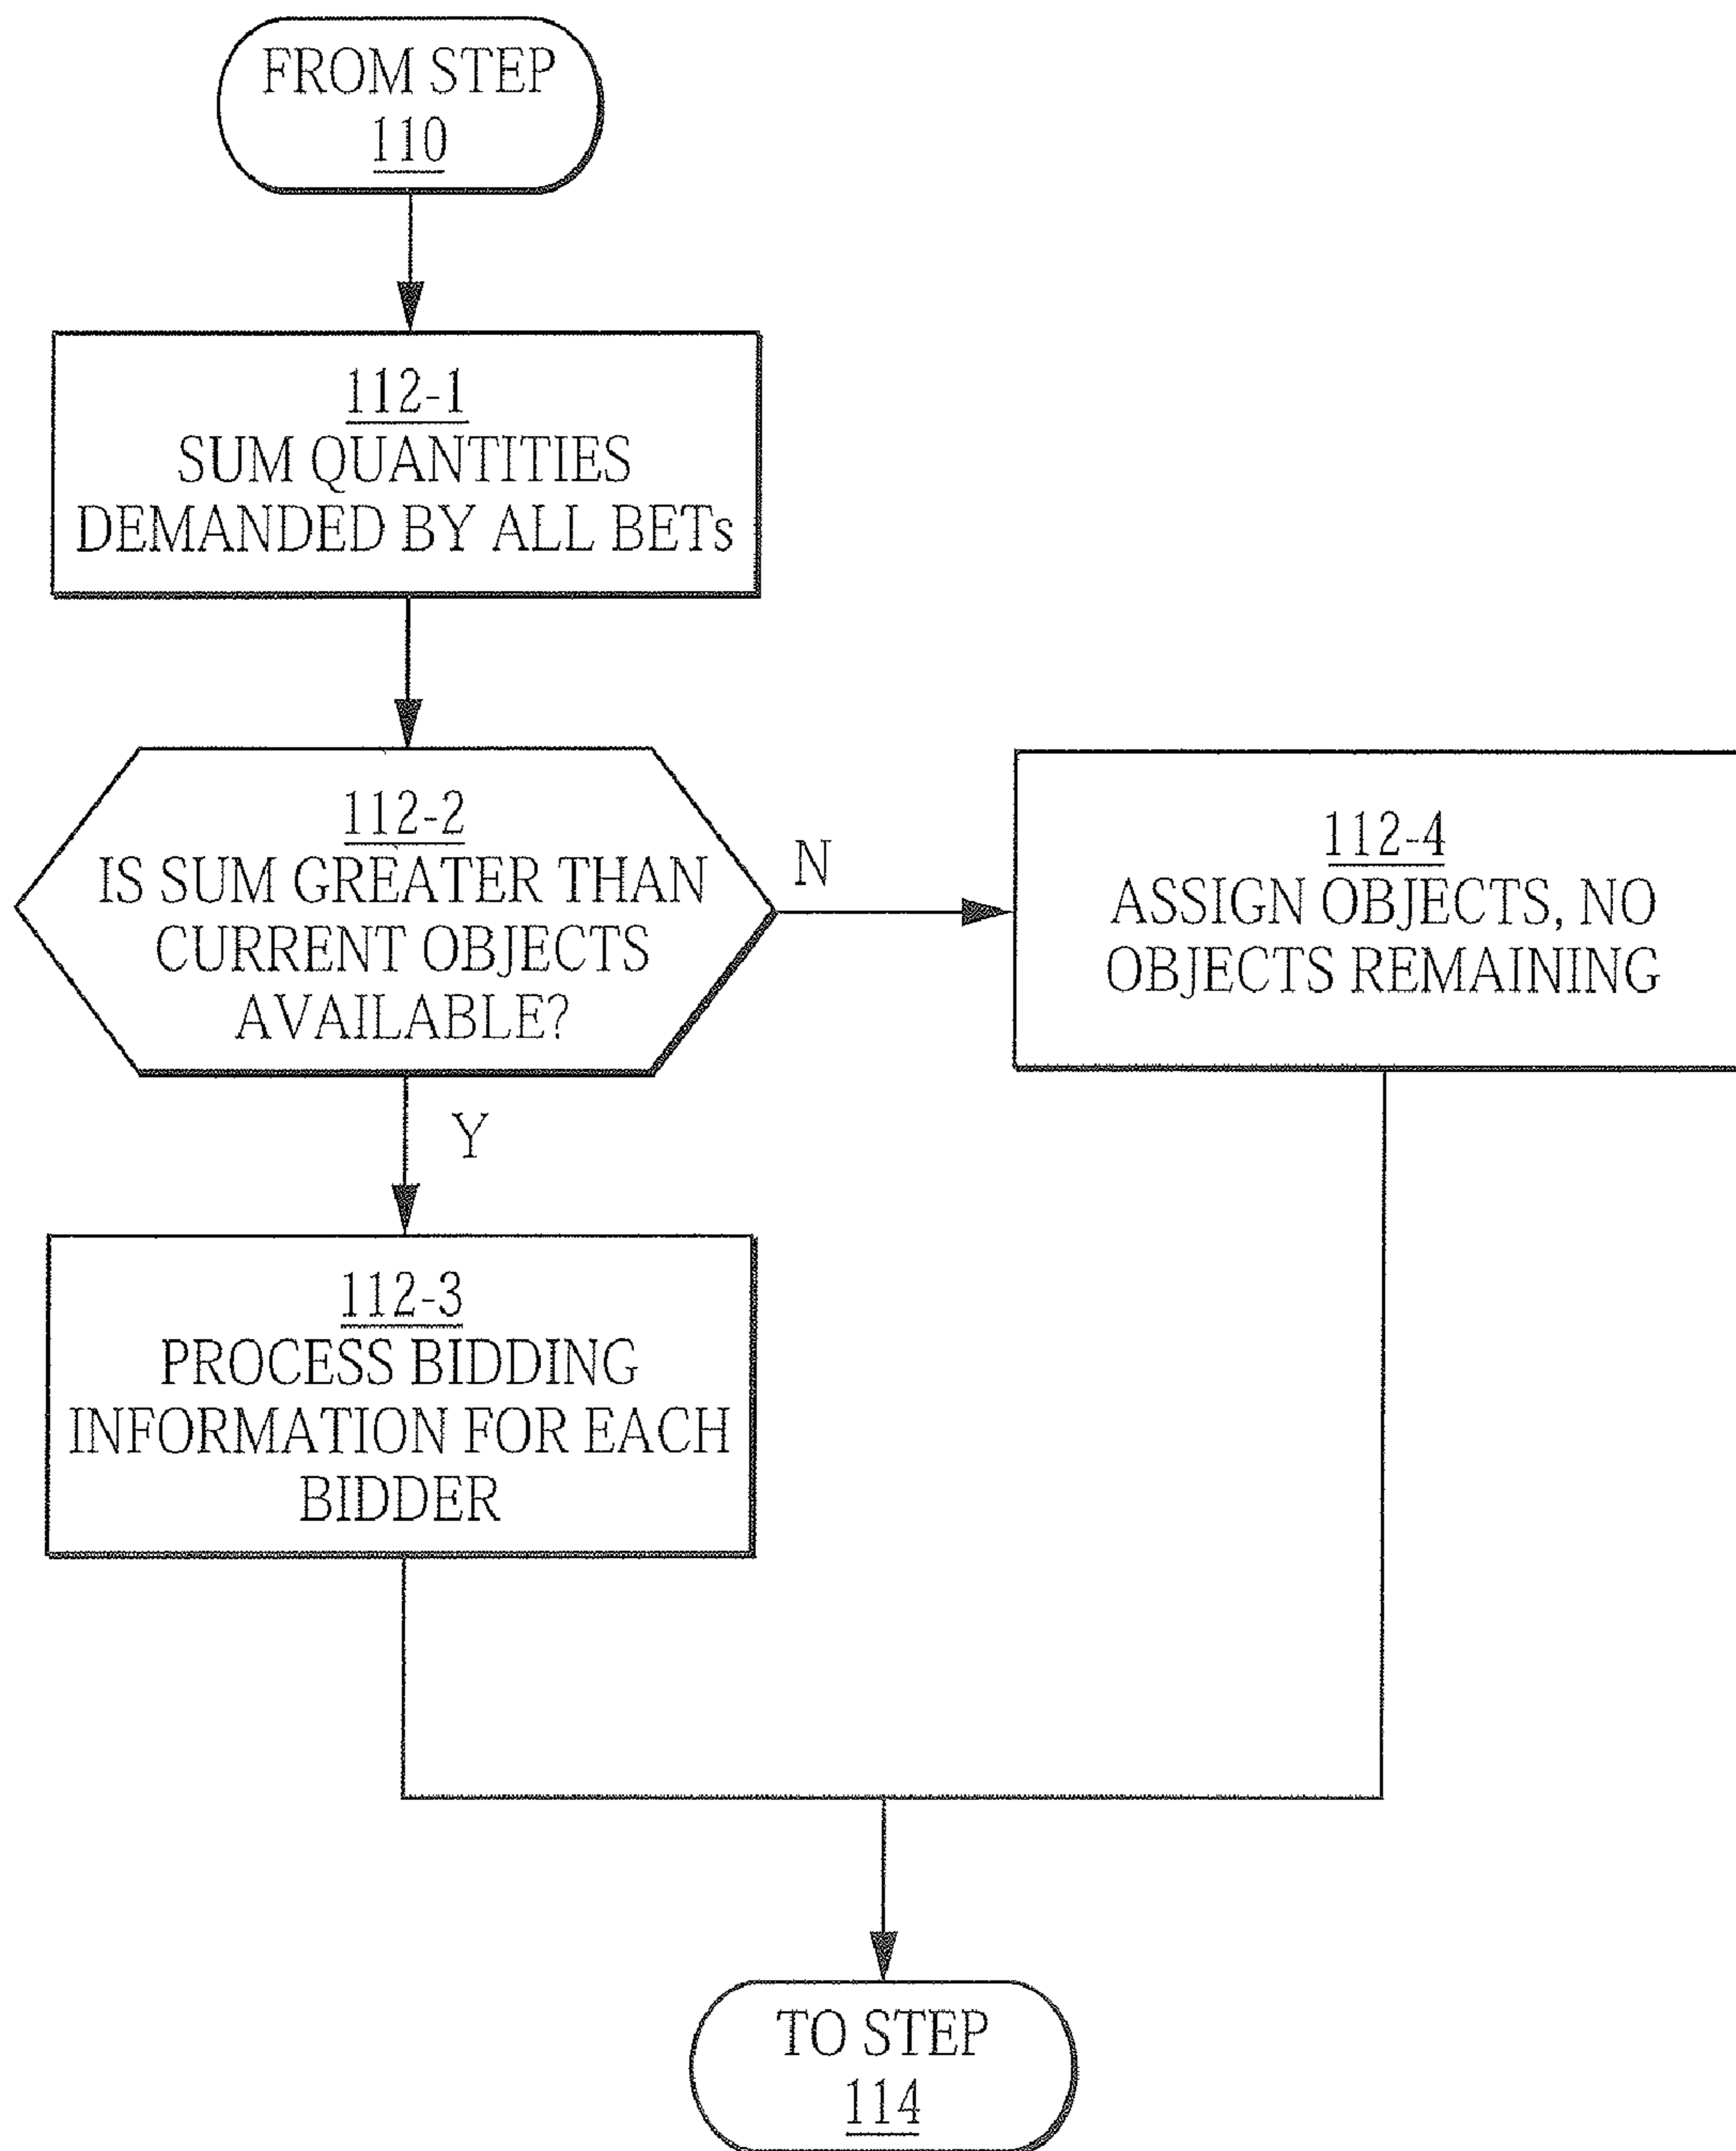 FROM STEP
110
112-1
SUM QUANTITIES
DEMANDED BY ALL BETs
112-2
IS SUM GREATER THAN
CURRENT OBJECTS
AVAILABLE?
N
112-4
ASSIGN OBJECTS, NO
OBJECTS REMAINING
Y
112-3
PROCESS BIDDING
INFORMATION FOR EACH
BIDDER
TO STEP
114